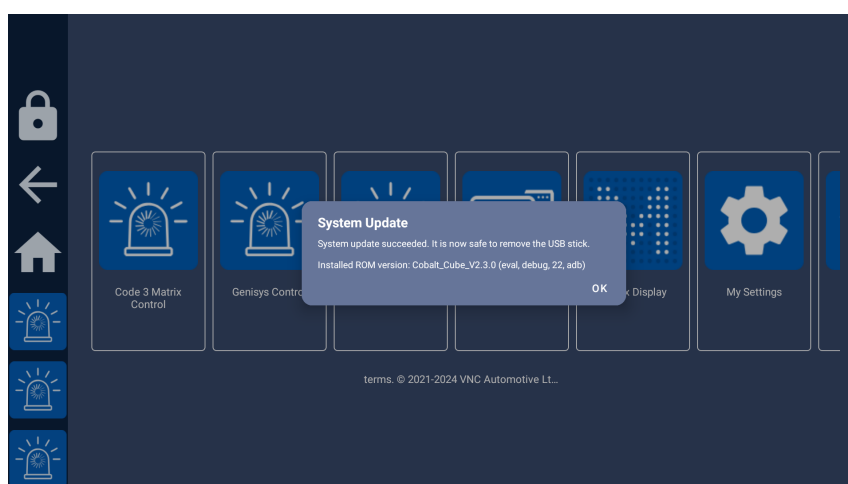 System Update
System update succeeded. It is now safe to remove the USB stick.
Installed ROM version: Cobalt_Cube_V2.3.0 (eval, debug, 22, adb)
OK
Code 3 Matrix
Control
Genisys
Display
My Settings
terms. © 2021-2024 VNC Automotive Lt...